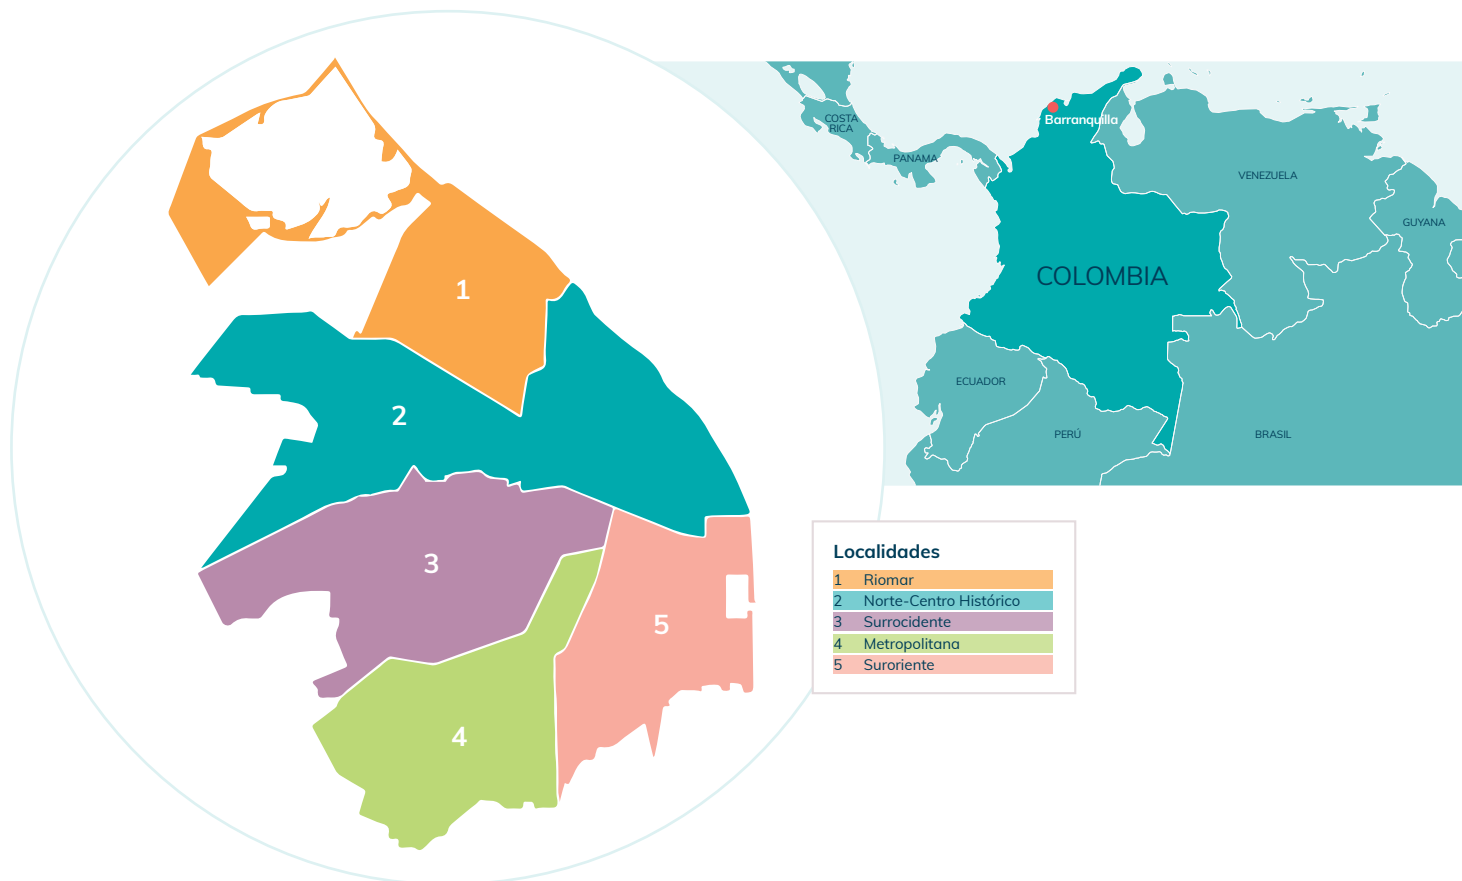 COSTA
RICA
PANAMA
Barranquilla
VENEZUELA
GUYANA
COLOMBIA
ECUADOR
PERÚ
BRASIL
1
2
3
4
5
Localidades
1 Riomar
2 Norte-Centro Histórico
3 Surrocidente
4 Metropolitana
5 Suroriente